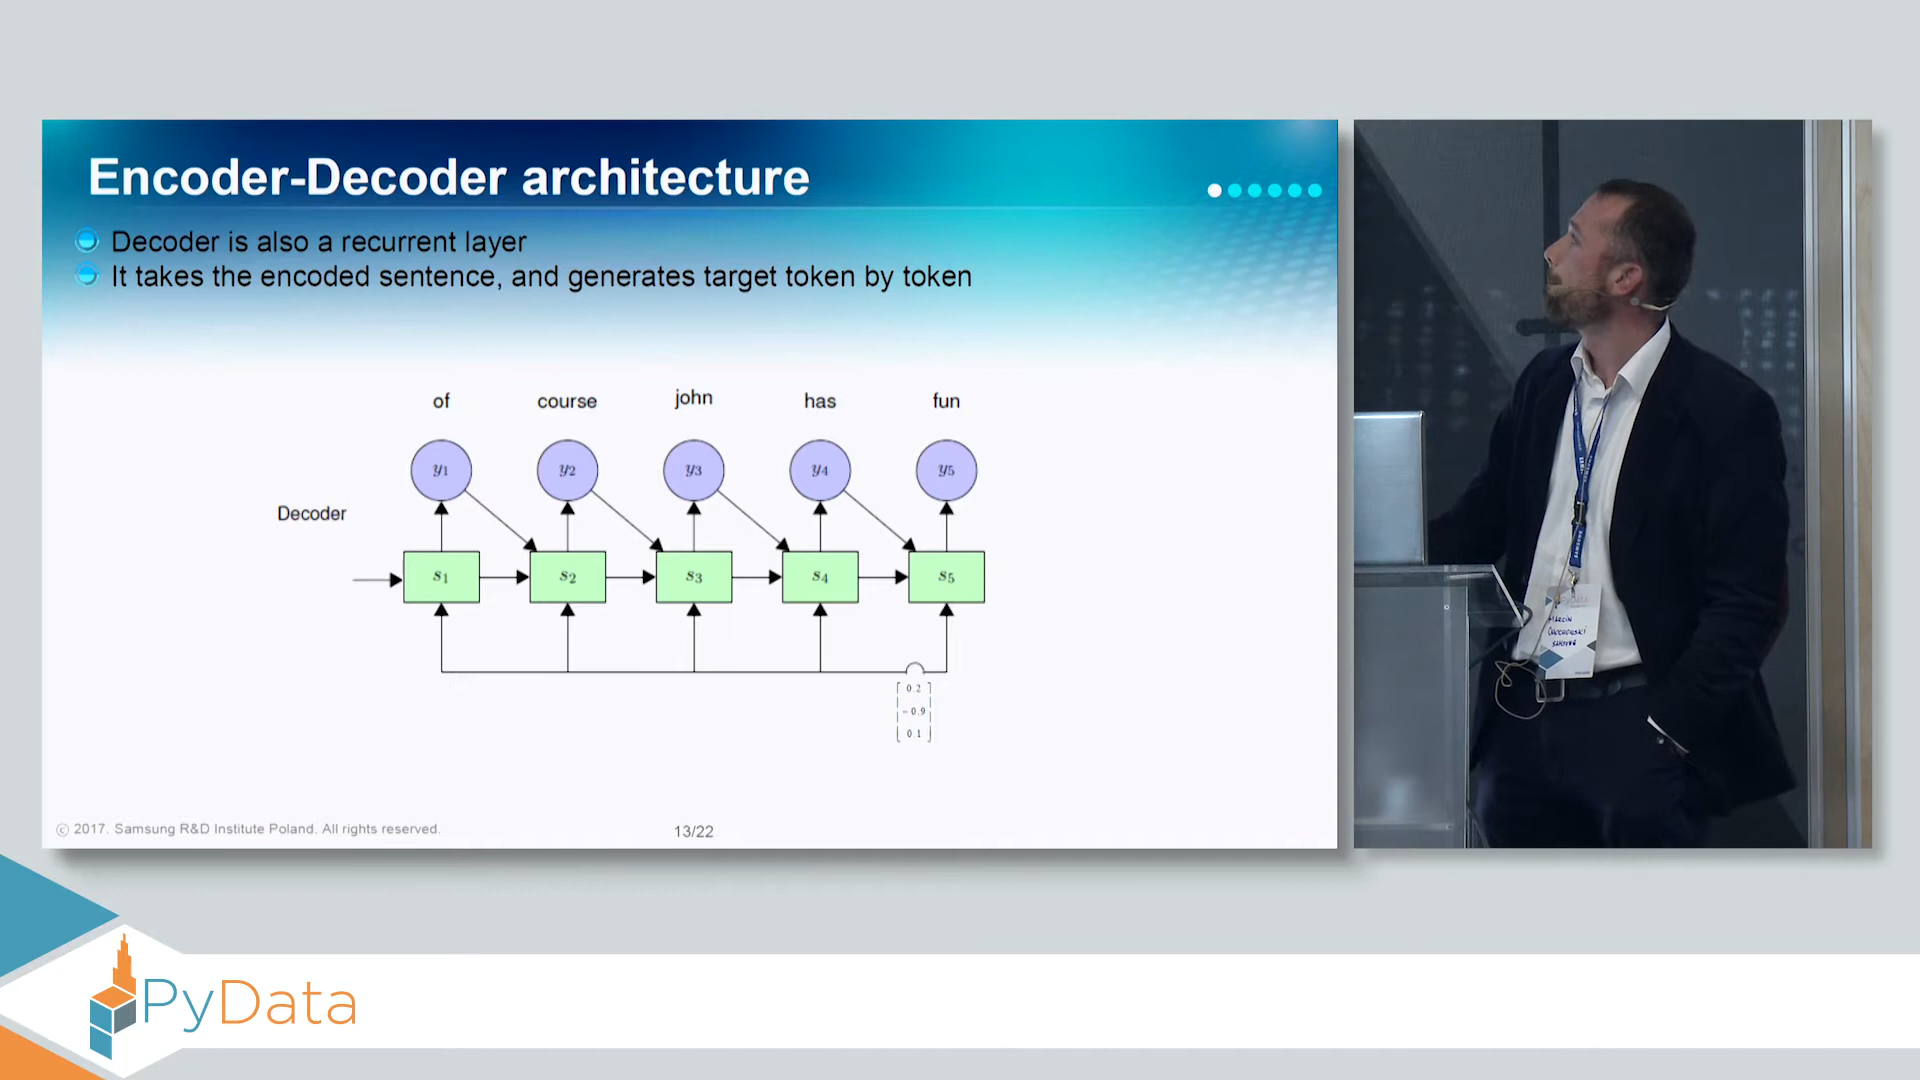 Encoder-Decoder architecture
Decoder is also a recurrent layer
It takes the encoded sentence, and generates target token by token
of course john has fun
y1 y2 y3 y4 y5
Decoder
s1 s2 s3 s4 s5
0.2
-0.9
0.1
© 2017. Samsung R&D Institute Poland. All rights reserved.
13/22
PyData
MARCIN